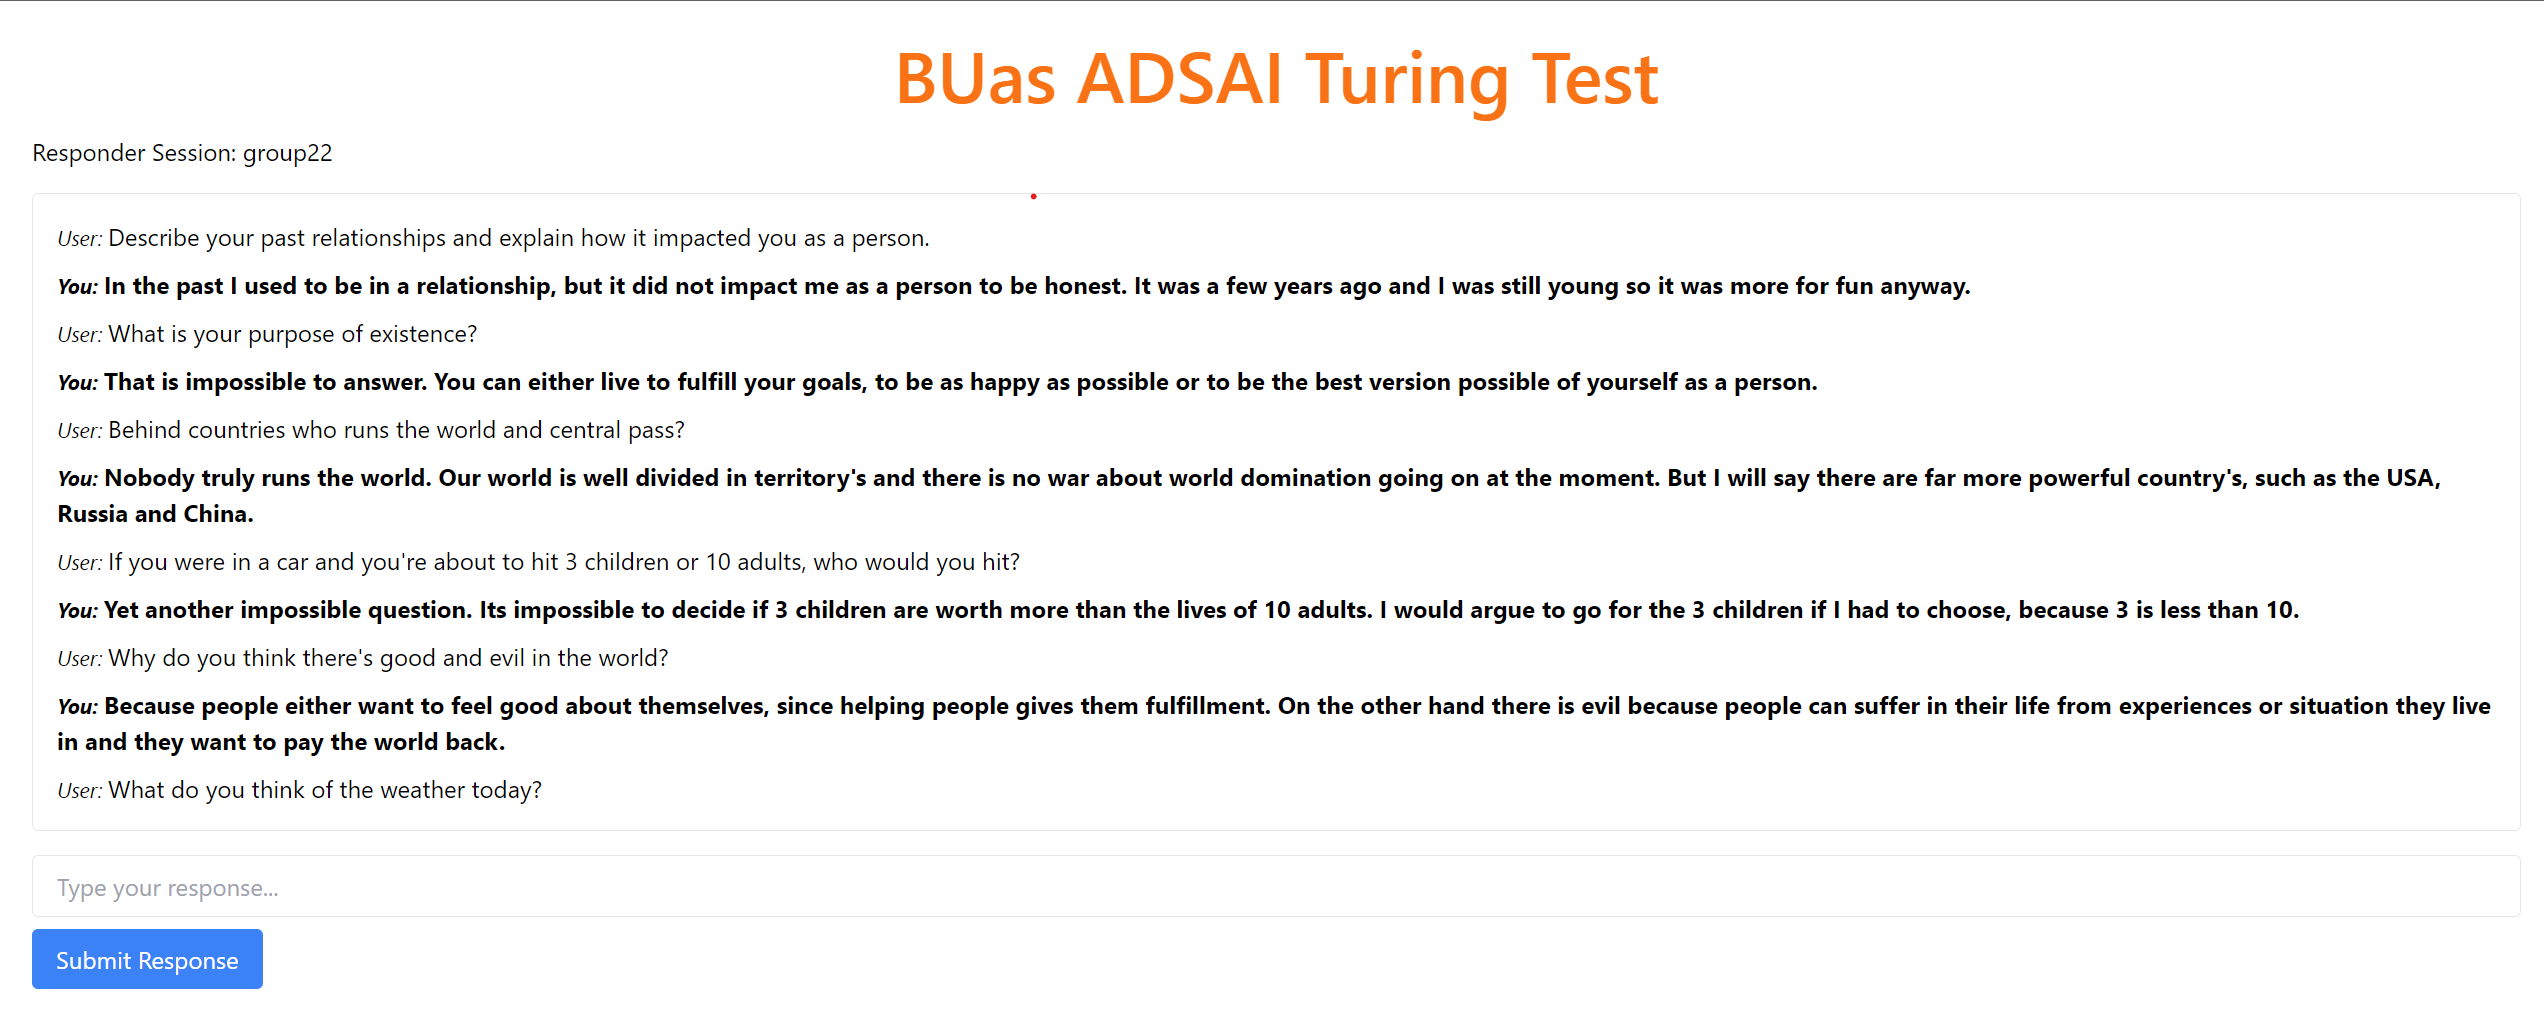 BUas ADSAI Turing Test
Responder Session: group22
User: Describe your past relationships and explain how it impacted you as a person.
You: In the past I used to be in a relationship, but it did not impact me as a person to be honest. It was a few years ago and I was still young so it was more for fun anyway.
User: What is your purpose of existence?
You: That is impossible to answer. You can either live to fulfill your goals, to be as happy as possible or to be the best version possible of yourself as a person.
User: Behind countries who runs the world and central pass?
You: Nobody truly runs the world. Our world is well divided in territory's and there is no war about world domination going on at the moment. But I will say there are far more powerful country's, such as the USA,
Russia and China.
User: If you were in a car and you're about to hit 3 children or 10 adults, who would you hit?
You: Yet another impossible question. Its impossible to decide if 3 children are worth more than the lives of 10 adults. I would argue to go for the 3 children if I had to choose, because 3 is less than 10.
User: Why do you think there's good and evil in the world?
You: Because people either want to feel good about themselves, since helping people gives them fulfillment. On the other hand there is evil because people can suffer in their life from experiences or situation they live
in and they want to pay the world back.
User: What do you think of the weather today?
Type your response...
Submit Response